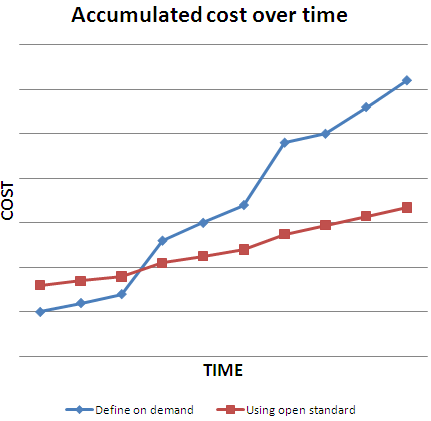 Accumulated cost over time
COST
TIME
Define on demand
Using open standard